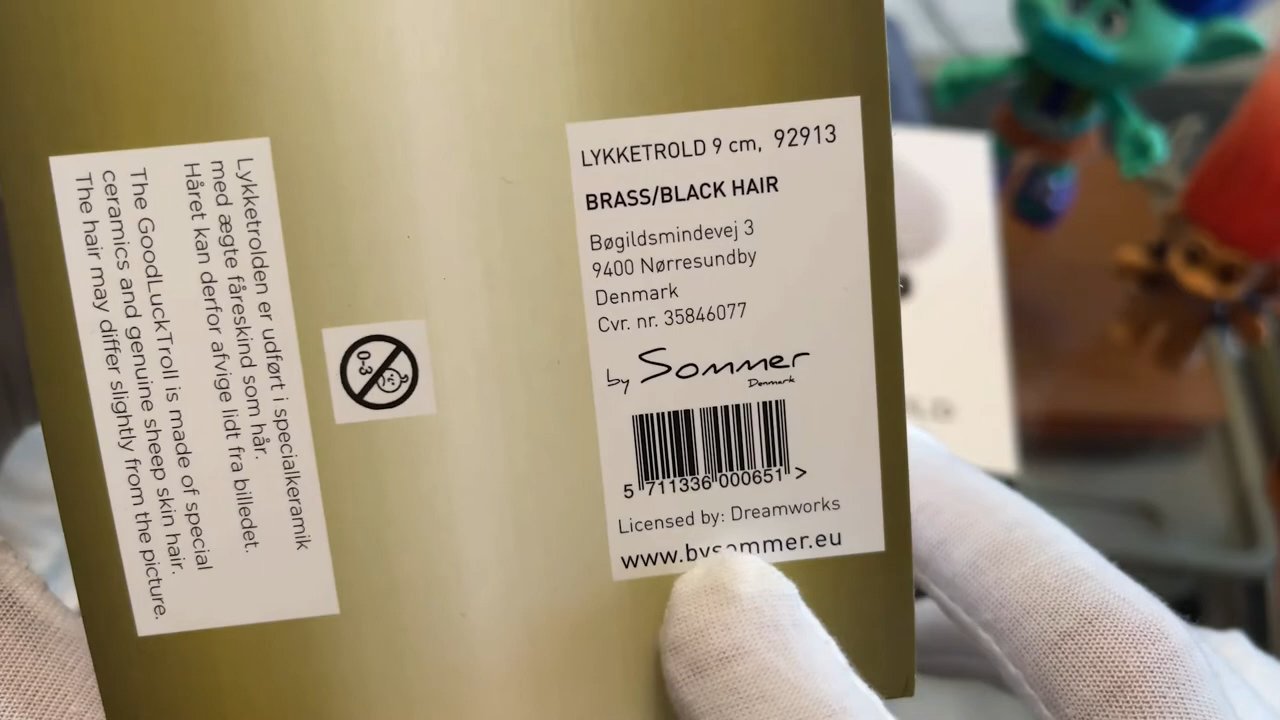 Lykketrolden er udført i specialkeramik
med ægte fåreskind som hår.
Håret kan derfor afvige lidt fra billedet.
The GoodLuckTroll is made of special
ceramics and genuine sheep skin hair.
The hair may differ slightly from the picture.
0-3
LYKKETROLD 9 cm, 92913
BRASS/BLACK HAIR
Bøgildsmindevej 3
9400 Nørresundby
Denmark
Cvr. nr. 35846077
by Sommer
Denmark
5 711336 000651 >
Licensed by: Dreamworks
www.bysommer.eu